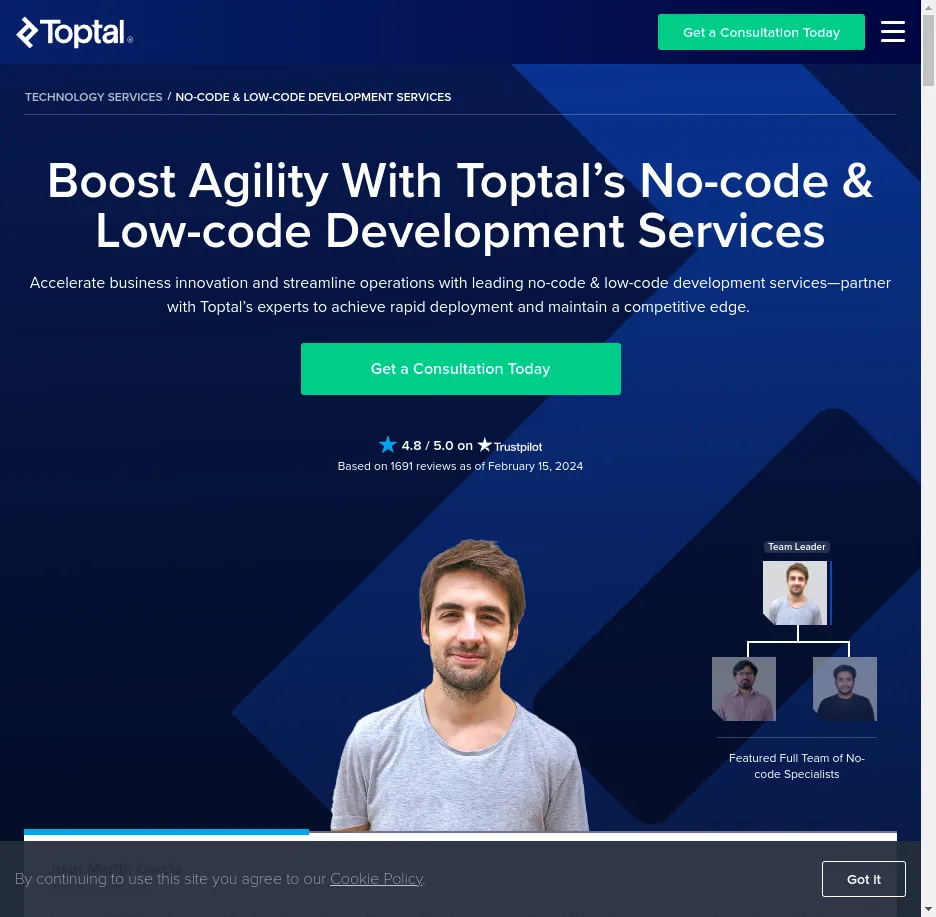 Toptal®
Get a Consultation Today
TECHNOLOGY SERVICES / NO-CODE & LOW-CODE DEVELOPMENT SERVICES
Boost Agility With Toptal’s No-code &
Low-code Development Services
Accelerate business innovation and streamline operations with leading no-code & low-code development services—partner
with Toptal’s experts to achieve rapid deployment and maintain a competitive edge.
Get a Consultation Today
4.8 / 5.0 on Trustpilot
Based on 1691 reviews as of February 15, 2024
Team Leader
Featured Full Team of No-
code Specialists
Juan Martín García
By continuing to use this site you agree to our Cookie Policy.
Got It